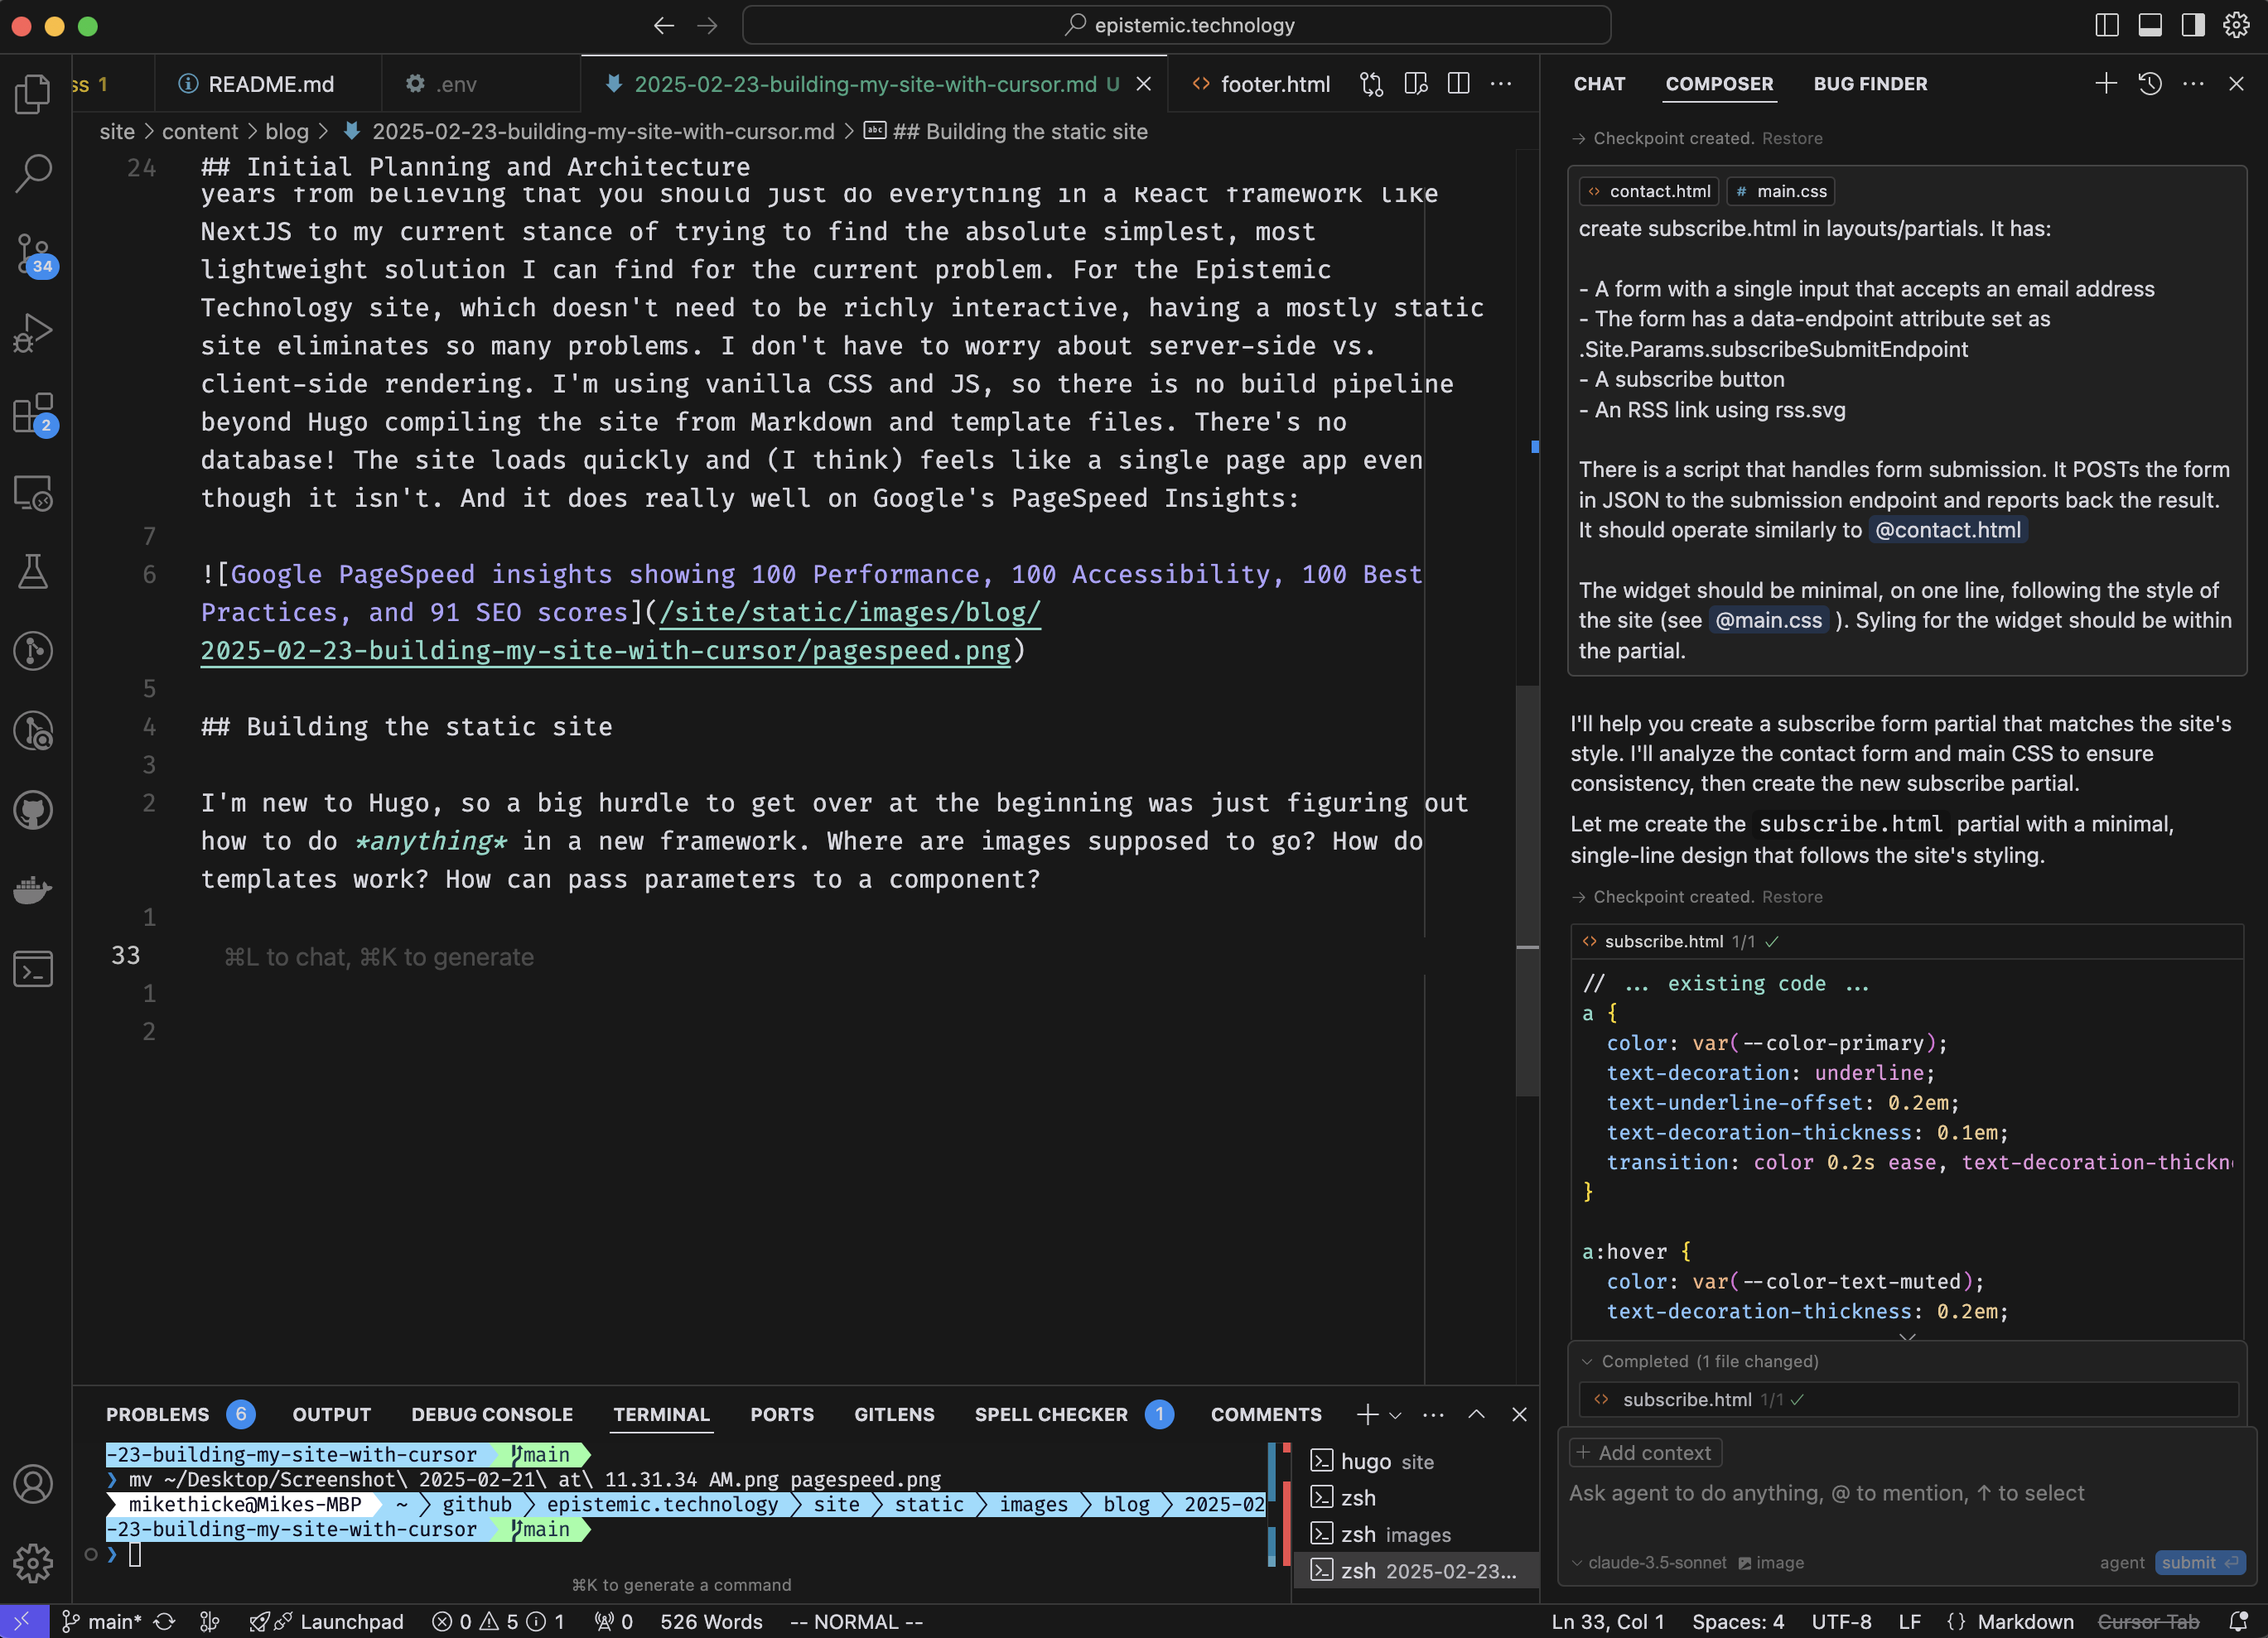 epistemic.technology
ss 1
README.md
.env
2025-02-23-building-my-site-with-cursor.md U
footer.html
site > content > blog > 2025-02-23-building-my-site-with-cursor.md > ## Building the static site
24 ## Initial Planning and Architecture
years from believing that you should just do everything in a React framework like
NextJS to my current stance of trying to find the absolute simplest, most
lightweight solution I can find for the current problem. For the Epistemic
Technology site, which doesn't need to be richly interactive, having a mostly static
site eliminates so many problems. I don't have to worry about server-side vs.
client-side rendering. I'm using vanilla CSS and JS, so there is no build pipeline
beyond Hugo compiling the site from Markdown and template files. There's no
database! The site loads quickly and (I think) feels like a single page app even
though it isn't. And it does really well on Google's PageSpeed Insights:
7
6 ![Google PageSpeed insights showing 100 Performance, 100 Accessibility, 100 Best
Practices, and 91 SEO scores](/site/static/images/blog/
2025-02-23-building-my-site-with-cursor/pagespeed.png)
5
4 ## Building the static site
3
2 I'm new to Hugo, so a big hurdle to get over at the beginning was just figuring out
how to do *anything* in a new framework. Where are images supposed to go? How do
templates work? How can pass parameters to a component?
1
33 ⌘L to chat, ⌘K to generate
1
2
34
2
PROBLEMS 6 OUTPUT DEBUG CONSOLE TERMINAL PORTS GITLENS SPELL CHECKER 1 COMMENTS
-23-building-my-site-with-cursor main
❯ mv ~/Desktop/Screenshot\ 2025-02-21\ at\ 11.31.34 AM.png pagespeed.png
mikethicke@Mikes-MBP ~ > github > epistemic.technology > site > static > images > blog > 2025-02
-23-building-my-site-with-cursor main
❯
⌘K to generate a command
hugo site
zsh
zsh images
zsh 2025-02-23...
CHAT COMPOSER BUG FINDER
→ Checkpoint created. Restore
contact.html # main.css
create subscribe.html in layouts/partials. It has:
- A form with a single input that accepts an email address
- The form has a data-endpoint attribute set as
.Site.Params.subscribeSubmitEndpoint
- A subscribe button
- An RSS link using rss.svg
There is a script that handles form submission. It POSTs the form
in JSON to the submission endpoint and reports back the result.
It should operate similarly to @contact.html
The widget should be minimal, on one line, following the style of
the site (see @main.css ). Syling for the widget should be within
the partial.
I'll help you create a subscribe form partial that matches the site's
style. I'll analyze the contact form and main CSS to ensure
consistency, then create the new subscribe partial.
Let me create the subscribe.html partial with a minimal,
single-line design that follows the site's styling.
→ Checkpoint created. Restore
subscribe.html 1/1 ✓
// ... existing code ...
a {
color: var(--color-primary);
text-decoration: underline;
text-underline-offset: 0.2em;
text-decoration-thickness: 0.1em;
transition: color 0.2s ease, text-decoration-thickn
}
a:hover {
color: var(--color-text-muted);
text-decoration-thickness: 0.2em;
Completed (1 file changed)
subscribe.html 1/1 ✓
+ Add context
Ask agent to do anything, @ to mention, ↑ to select
claude-3.5-sonnet image agent submit
main* Launchpad 0 5 1 0 526 Words -- NORMAL -- Ln 33, Col 1 Spaces: 4 UTF-8 LF {} Markdown Cursor Tab